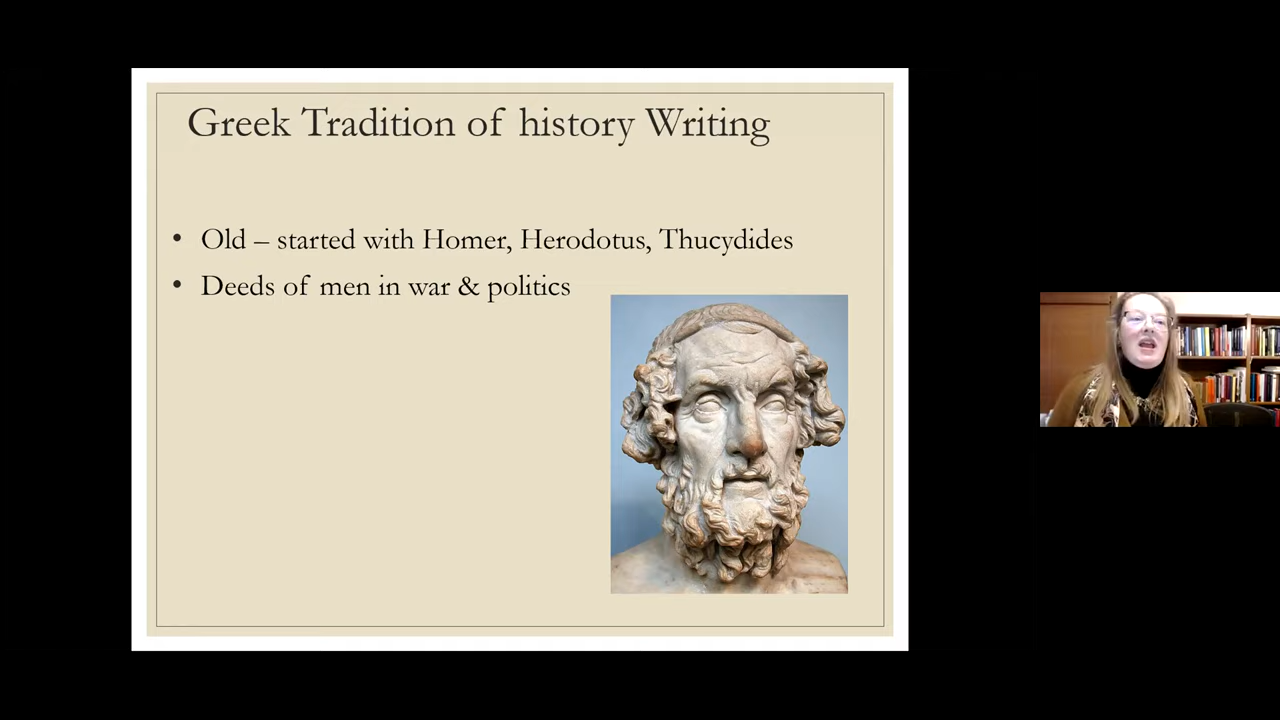 Greek Tradition of history Writing
• Old – started with Homer, Herodotus, Thucydides
• Deeds of men in war & politics